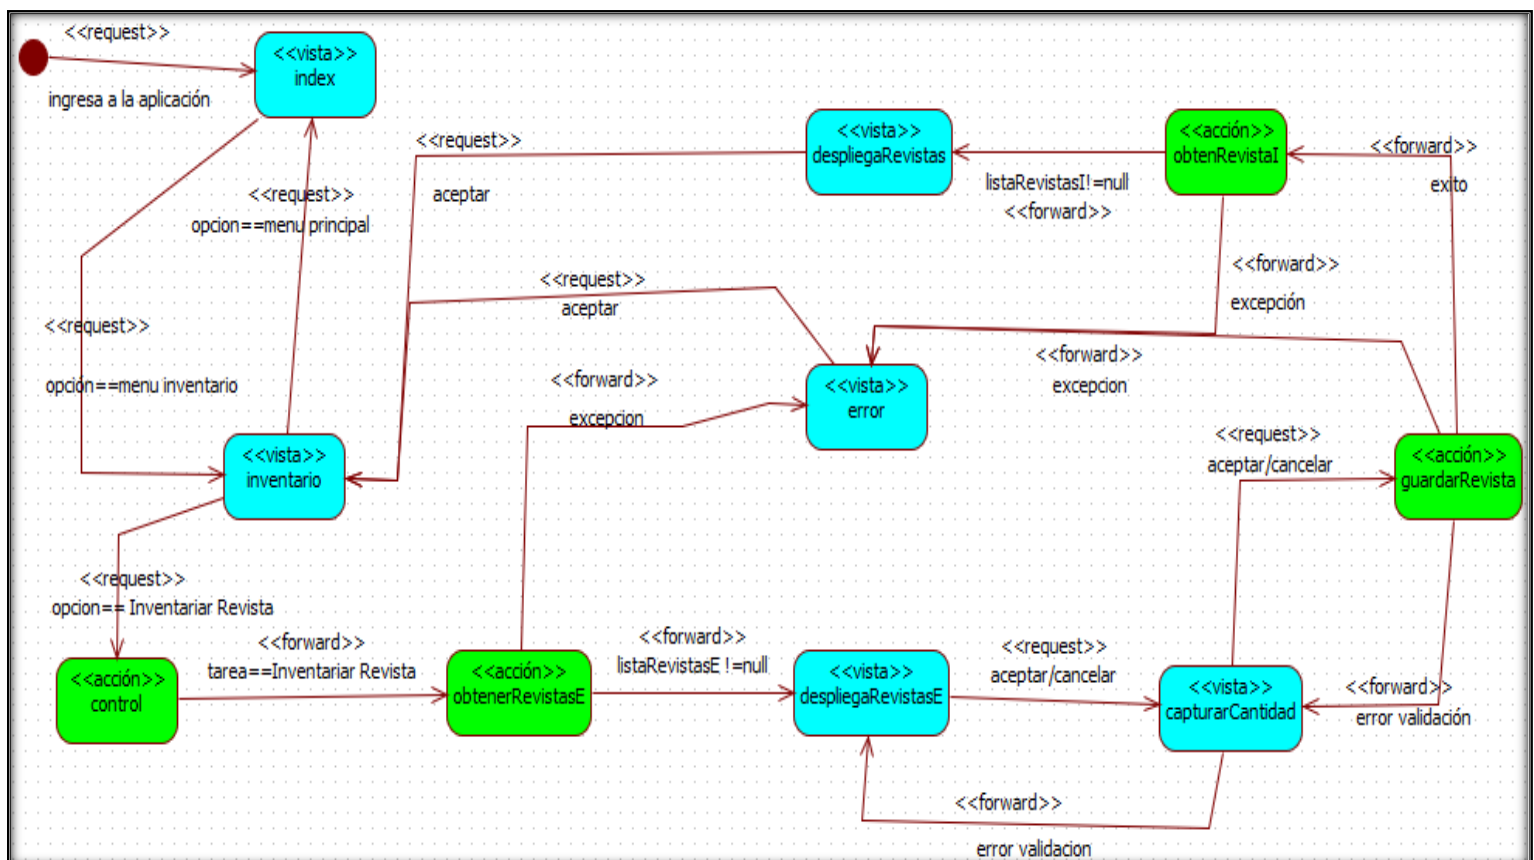 <<request>>
ingresa a la aplicación
<<vista>>
index
<<request>>
opcion==menu principal
<<request>>
aceptar
<<vista>>
despliegaRevistas
<<acción>>
obtenRevistaI
<<forward>>
exito
listaRevistasI!=null
<<forward>>
<<forward>>
excepción
<<request>>
aceptar
<<request>>
opción==menu inventario
<<forward>>
excepcion
<<vista>>
error
<<forward>>
excepcion
<<vista>>
inventario
<<request>>
aceptar/cancelar
<<acción>>
guardarRevista
<<request>>
opcion== Inventariar Revista
<<forward>>
tarea==Inventariar Revista
<<forward>>
listaRevistasE !=null
<<request>>
aceptar/cancelar
<<acción>>
control
<<acción>>
obtenerRevistasE
<<vista>>
despliegaRevistasE
<<vista>>
capturarCantidad
<<forward>>
error validación
<<forward>>
error validacion